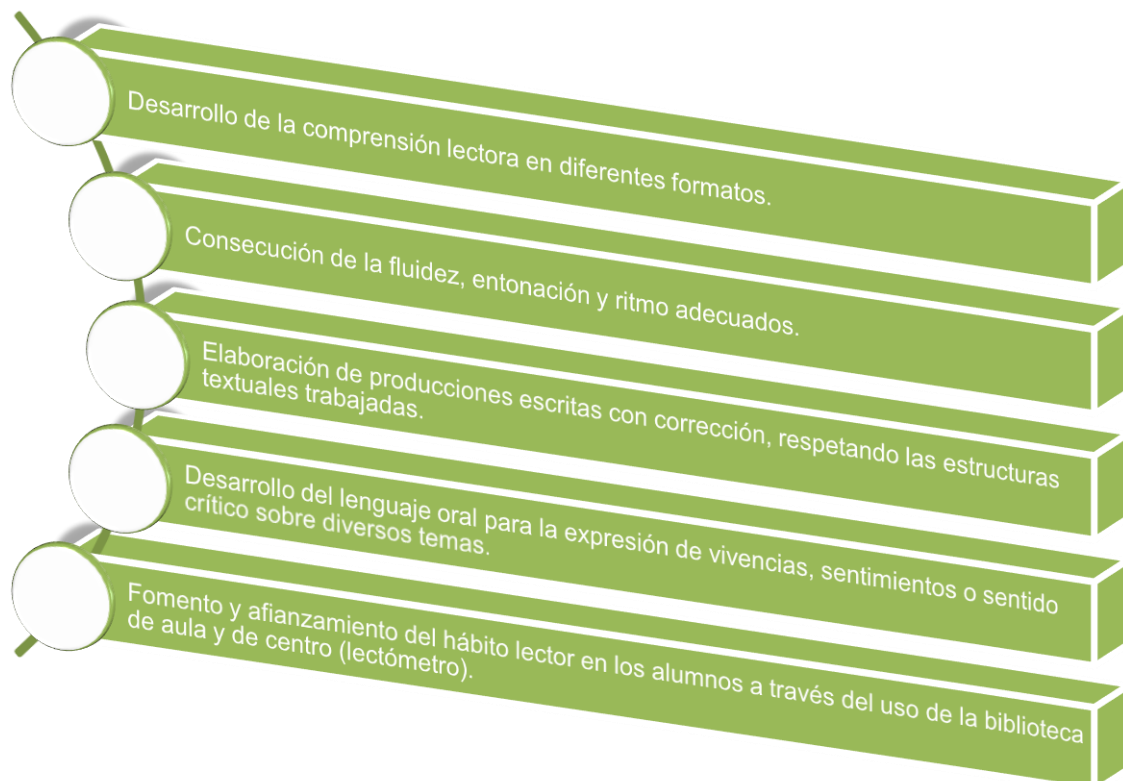 Desarrollo de la comprensión lectora en diferentes formatos.
Consecución de la fluidez, entonación y ritmo adecuados.
Elaboración de producciones escritas con corrección, respetando las estructuras
textuales trabajadas.
Desarrollo del lenguaje oral para la expresión de vivencias, sentimientos o sentido
crítico sobre diversos temas.
Fomento y afianzamiento del hábito lector en los alumnos a través del uso de la biblioteca
de aula y de centro (lectómetro).